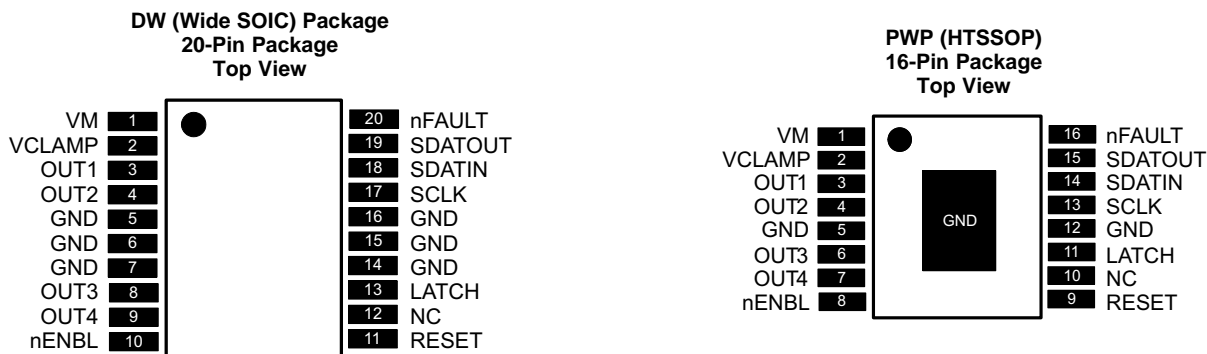 DW (Wide SOIC) Package
20-Pin Package
Top View
VM 1 20 nFAULT
VCLAMP 2 19 SDATOUT
OUT1 3 18 SDATIN
OUT2 4 17 SCLK
GND 5 16 GND
GND 6 15 GND
GND 7 14 GND
OUT3 8 13 LATCH
OUT4 9 12 NC
nENBL 10 11 RESET
PWP (HTSSOP)
16-Pin Package
Top View
VM 1 16 nFAULT
VCLAMP 2 15 SDATOUT
OUT1 3 14 SDATIN
OUT2 4 13 SCLK
GND 5 GND 12 GND
OUT3 6 11 LATCH
OUT4 7 10 NC
nENBL 8 9 RESET